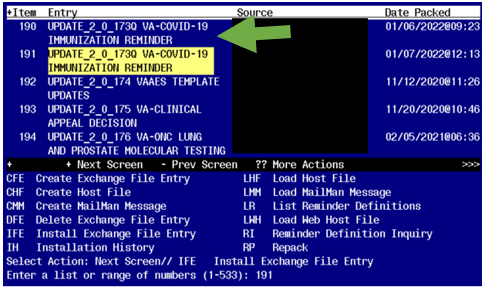 +Item Entry Source Date Packed
190 UPDATE_2_0_173Q VA-COVID-19 01/06/2022@09:23
IMMUNIZATION REMINDER
191 UPDATE_2_0_173Q VA-COVID-19 01/07/2022@12:13
IMMUNIZATION REMINDER
192 UPDATE_2_0_174 VAAES TEMPLATE 11/12/2020@11:26
UPDATES
193 UPDATE_2_0_175 VA-CLINICAL 11/20/2020@10:46
APPEAL DECISION
194 UPDATE_2_0_176 VA-ONC LUNG 02/05/2021@06:36
AND PROSTATE MOLECULAR TESTING
+ + Next Screen - Prev Screen ?? More Actions >>>
CFE Create Exchange File Entry LHF Load Host File
CHF Create Host File LMM Load MailMan Message
CMM Create MailMan Message LR List Reminder Definitions
DFE Delete Exchange File Entry LWH Load Web Host File
IFE Install Exchange File Entry RI Reminder Definition Inquiry
IH Installation History RP Repack
Select Action: Next Screen// IFE Install Exchange File Entry
Enter a list or range of numbers (1-533): 191